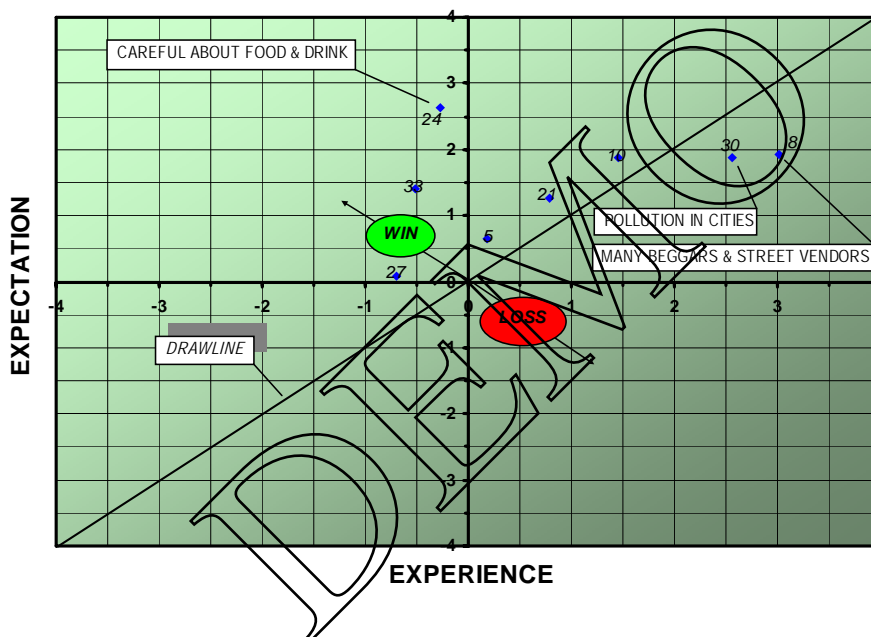 4
CAREFUL ABOUT FOOD & DRINK
3
24
2
30
8
33
21
1
POLLUTION IN CITIES
WIN
5
MANY BEGGARS & STREET VENDORS
27
-4
-3
-2
-1
0
1
2
3
LOSS
EXPECTATION
DRAWLINE
-1
-2
-3
4
EXPERIENCE
DEMO